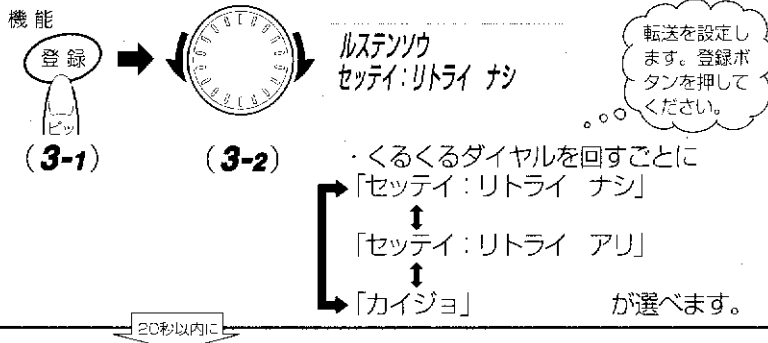 機能
登録
ピッ
(3-1)
(3-2)
ルステンソウ
セッテイ:リトライ ナシ
転送を設定し
ます。登録ボ
タンを押して
ください。
・くるくるダイヤルを回すごとに
「セッテイ:リトライ ナシ」
「セッテイ:リトライ アリ」
「カイジョ」 が選べます。
20秒以内に